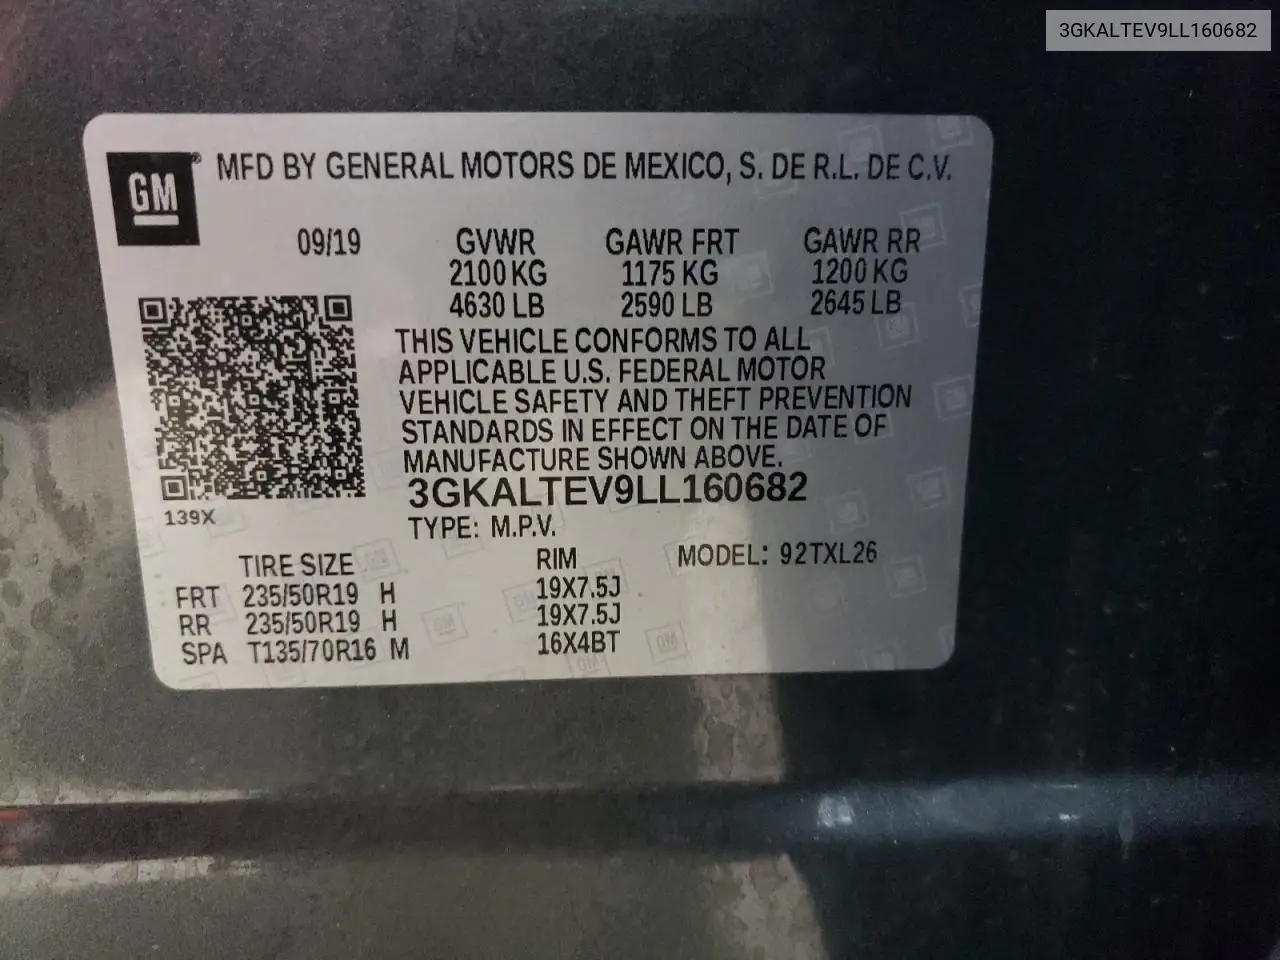 3GKALTEV9LL160682
GM® MFD BY GENERAL MOTORS DE MEXICO, S. DE R.L. DE C.V.
09/19 GVWR GAWR FRT GAWR RR
2100 KG 1175 KG 1200 KG
4630 LB 2590 LB 2645 LB
THIS VEHICLE CONFORMS TO ALL
APPLICABLE U.S. FEDERAL MOTOR
VEHICLE SAFETY AND THEFT PREVENTION
STANDARDS IN EFFECT ON THE DATE OF
MANUFACTURE SHOWN ABOVE.
3GKALTEV9LL160682
139X
TYPE: M.P.V.
TIRE SIZE RIM MODEL: 92TXL26
FRT 235/50R19 H 19X7.5J
RR 235/50R19 H 19X7.5J
SPA T135/70R16 M 16X4BT